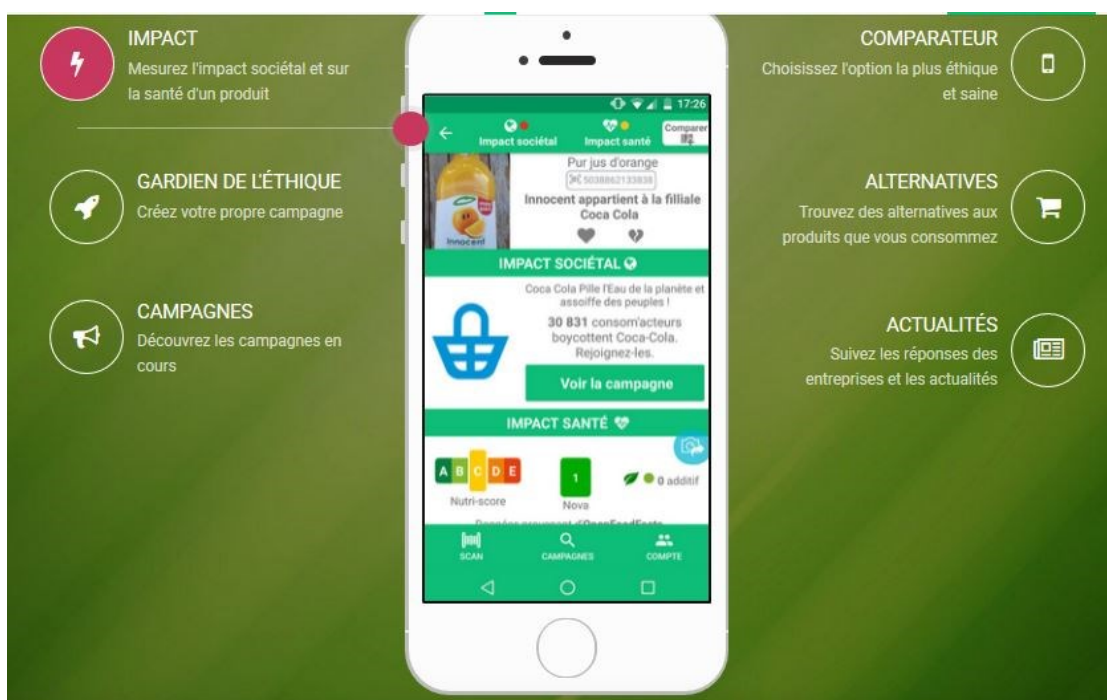 IMPACT
Mesurez l'impact sociétal et sur
la santé d'un produit
GARDIEN DE L'ÉTHIQUE
Créez votre propre campagne
CAMPAGNES
Découvrez les campagnes en
cours
17:26
Impact sociétal
Impact santé
Comparer
Pur jus d'orange
5038862133838
Innocent appartient à la filliale
Coca Cola
innocent
IMPACT SOCIÉTAL
Coca Cola Pille l'Eau de la planète et
assoiffe des peuples !
30 831 consom'acteurs
boycottent Coca-Cola.
Rejoignez-les.
Voir la campagne
IMPACT SANTÉ
A B C D E
Nutri-score
1
Nova
0 additif
Données proviennent d'OpenFoodFacts
SCAN
CAMPAGNES
COMPTE
COMPARATEUR
Choisissez l'option la plus éthique
et saine
ALTERNATIVES
Trouvez des alternatives aux
produits que vous consommez
ACTUALITÉS
Suivez les réponses des
entreprises et les actualités